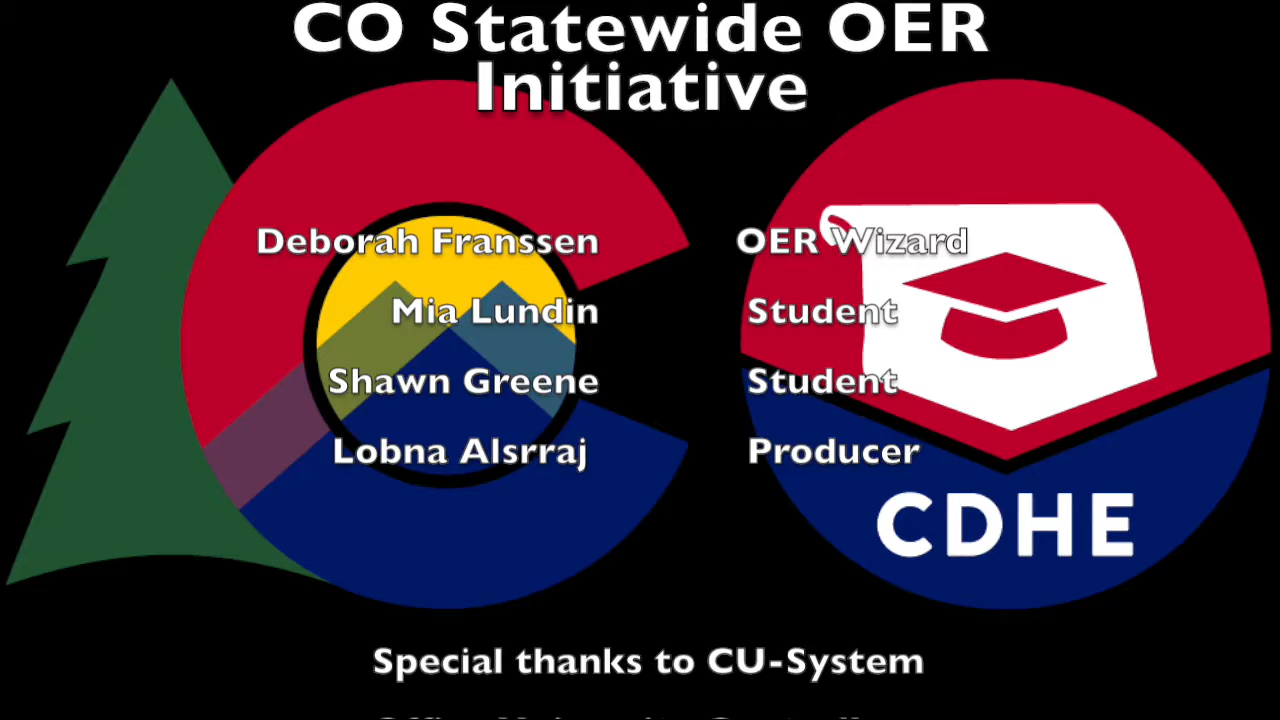 CO Statewide OER
Initiative
Deborah Franssen OER Wizard
Mia Lundin Student
Shawn Greene Student
Lobna Alsrraj Producer
CDHE
Special thanks to CU-System